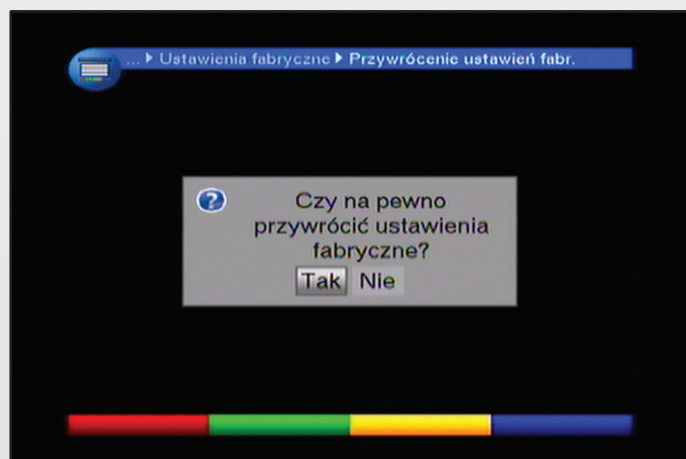 ... ▶ Ustawienia fabryczne ▶ Przywrócenie ustawień fabr.
Czy na pewno
przywrócić ustawienia
fabryczne?
Tak Nie